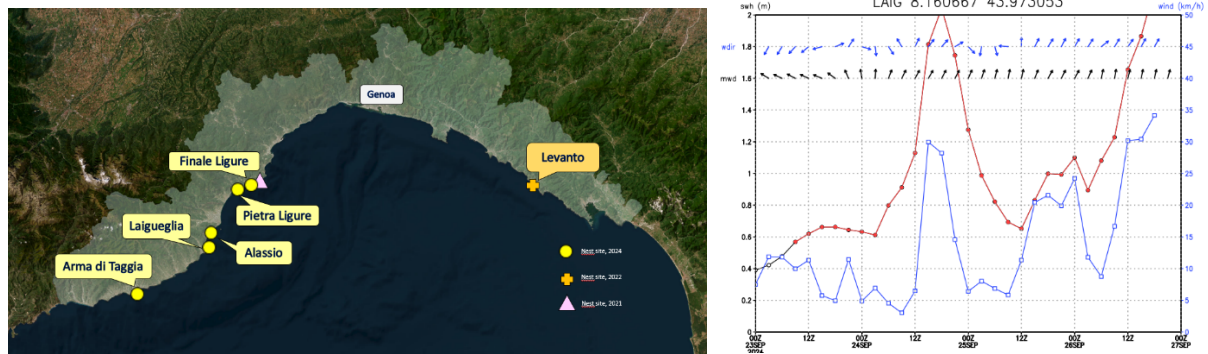 Genoa
Finale Ligure
Levanto
Pietra Ligure
Laigueglia
Alassio
Arma di Taggia
Nest site, 2024
Nest site, 2022
Nest site, 2021
LAIG 8.160667 43.973053
swh (m)
wind (km/h)
2
1.8
1.6
1.4
1.2
1
0.8
0.6
0.4
0.2
0
wdir
mwd
50
45
40
35
30
25
20
15
10
5
0
00Z
23SEP
2024
12Z
00Z
24SEP
12Z
00Z
25SEP
12Z
00Z
26SEP
12Z
00Z
27SEP